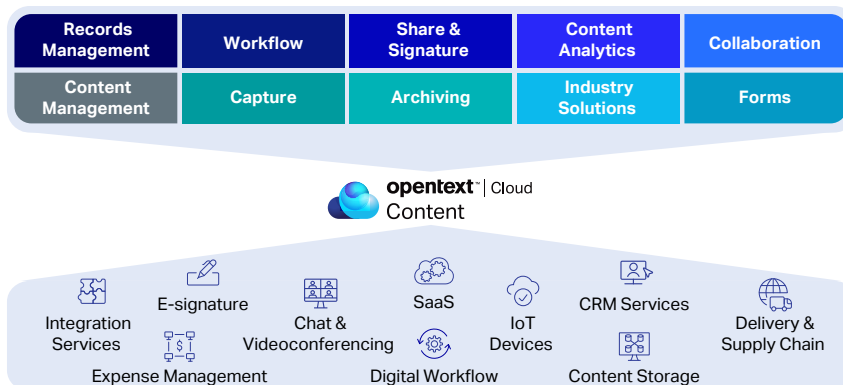 Records
Management
Workflow
Share &
Signature
Content
Analytics
Collaboration
Content
Management
Capture
Archiving
Industry
Solutions
Forms
opentext™ | Cloud
Content
Integration
Services
E-signature
Chat &
Videoconferencing
SaaS
IoT
Devices
CRM Services
Delivery &
Supply Chain
$
Expense Management
Digital Workflow
Content Storage